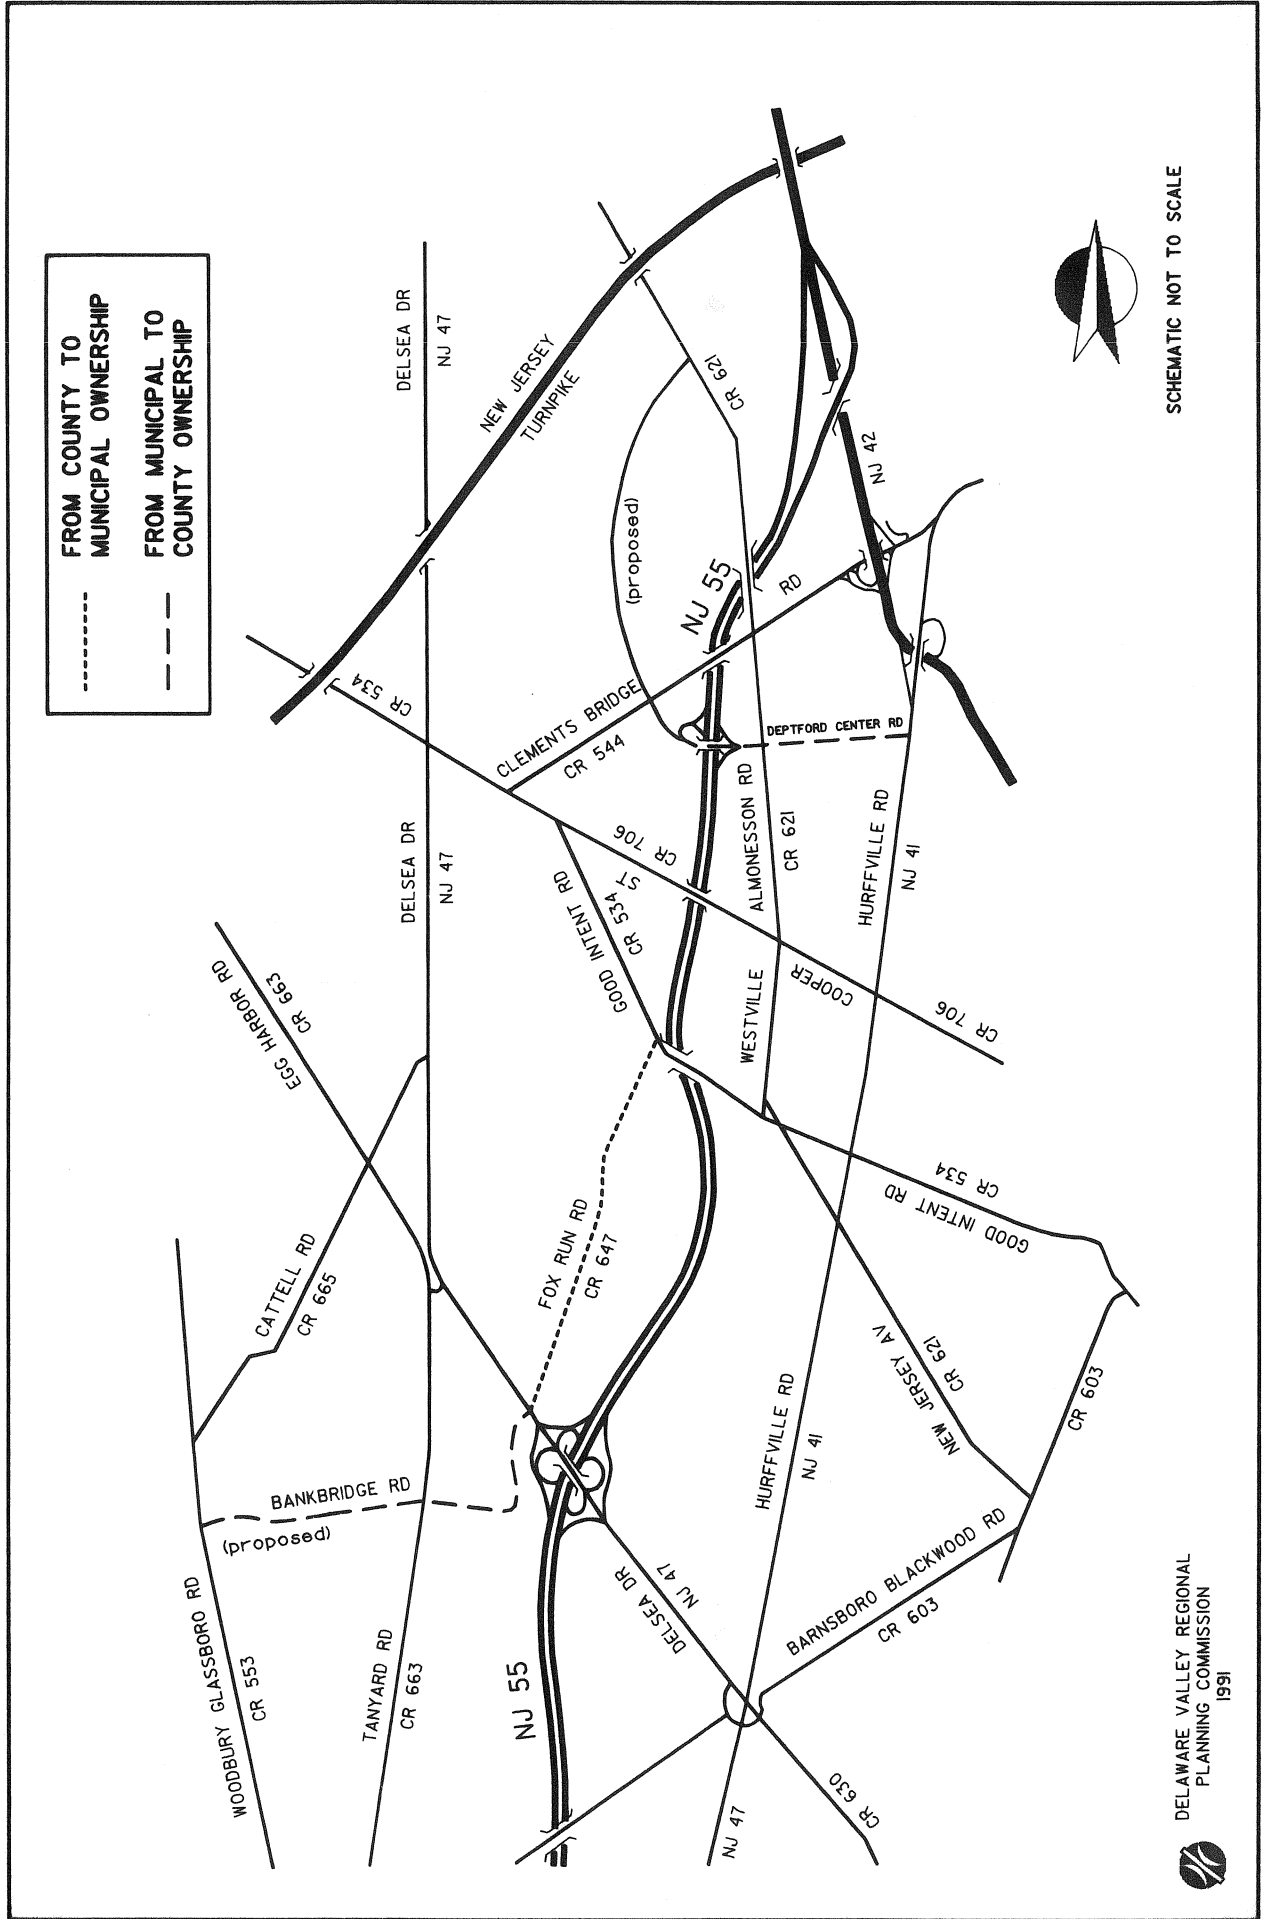 FROM COUNTY TO
MUNICIPAL OWNERSHIP
FROM MUNICIPAL TO
COUNTY OWNERSHIP
WOODBURY GLASSBORO RD
CR 553
TANYARD RD
CR 663
BANKBRIDGE RD
(proposed)
CATTELL RD
CR 665
EGG HARBOR RD
CR 663
DELSEA DR
NJ 47
DELSEA DR
NJ 47
CR 534
NEW JERSEY
TURNPIKE
NJ 55
FOX RUN RD
CR 647
GOOD INTENT RD
CR 534
CR 706
ST
COOPER
CR 706
CLEMENTS BRIDGE
RD
CR 544
(proposed)
NJ 55
CR 621
NJ 42
DEPTFORD CENTER RD
WESTVILLE
ALMONESSON RD
CR 621
HURFFVILLE RD
NJ 41
DELSEA DR
NJ 47
HURFFVILLE RD
NJ 41
GOOD INTENT RD
CR 534
NEW JERSEY AV
CR 621
CR 603
BARNSBORO BLACKWOOD RD
CR 603
NJ 47
CR 630
SCHEMATIC NOT TO SCALE
DELAWARE VALLEY REGIONAL
PLANNING COMMISSION
1991